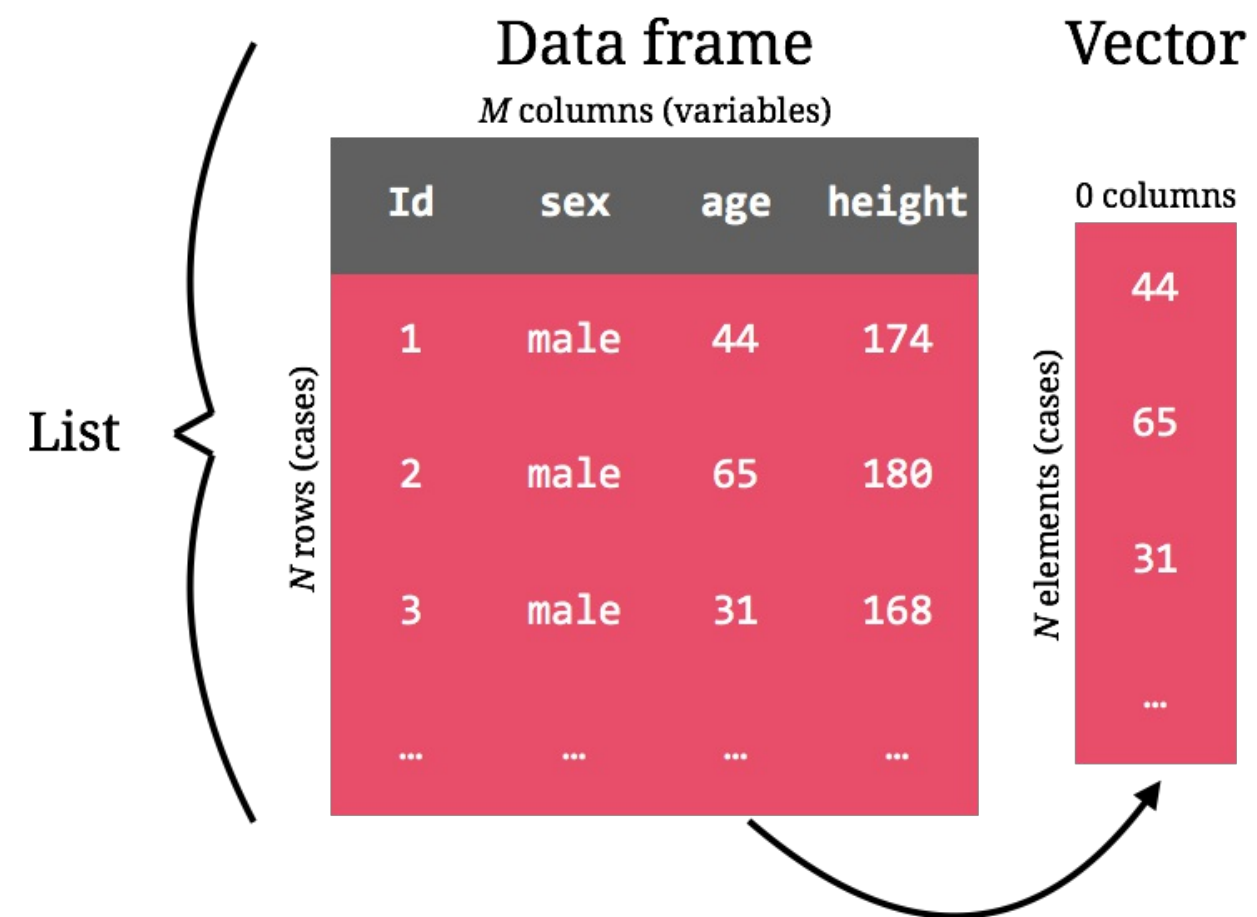 Data frame
Vector
M columns (variables)
0 columns
Id sex age height
1 male 44 174
2 male 65 180
3 male 31 168
... ... ... ...
List
N rows (cases)
N elements (cases)
44
65
31
...